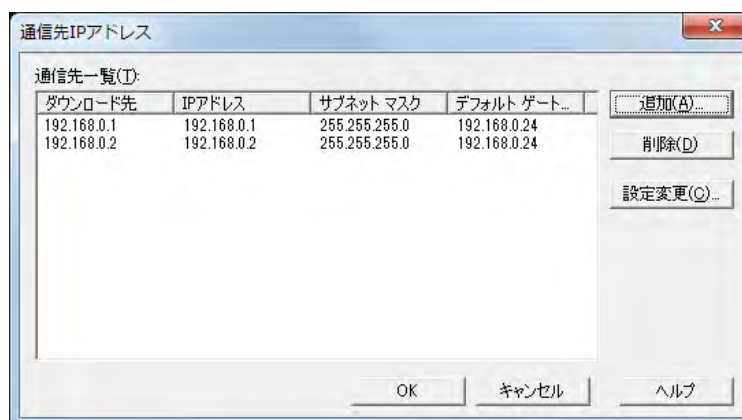 通信先IPアドレス
通信先一覧(T):
ダウンロード先 IPアドレス サブネット マスク デフォルト ゲート...
192.168.0.1 192.168.0.1 255.255.255.0 192.168.0.24
192.168.0.2 192.168.0.2 255.255.255.0 192.168.0.24
追加(A)...
削除(D)
設定変更(C)...
OK キャンセル ヘルプ